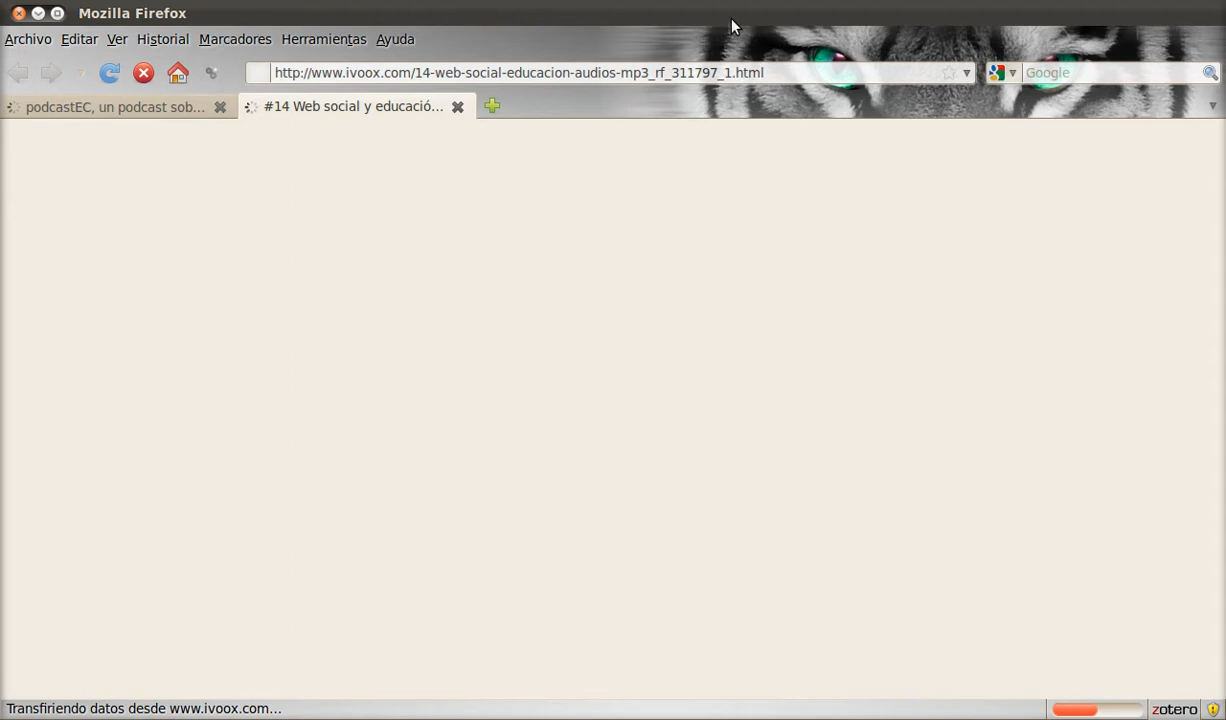 Mozilla Firefox
Archivo Editar Ver Historial Marcadores Herramientas Ayuda
http://www.ivoox.com/14-web-social-educacion-audios-mp3_rf_311797_1.html
Google
podcastEC, un podcast sob...
#14 Web social y educació...
Transfiriendo datos desde www.ivoox.com...
zotero